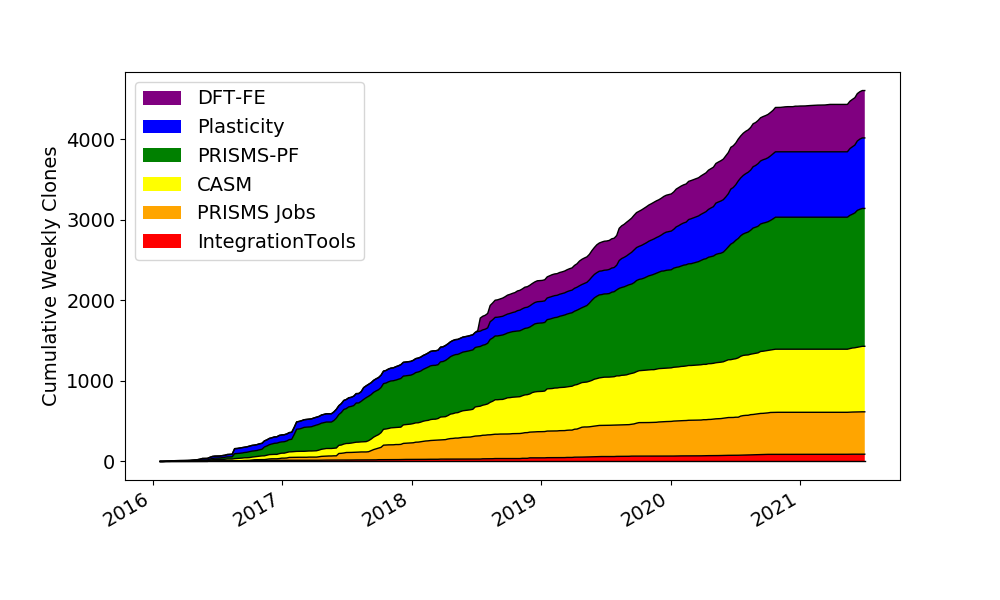 DFT-FE
Plasticity
PRISMS-PF
CASM
PRISMS Jobs
IntegrationTools
Cumulative Weekly Clones
4000
3000
2000
1000
0
2016
2017
2018
2019
2020
2021